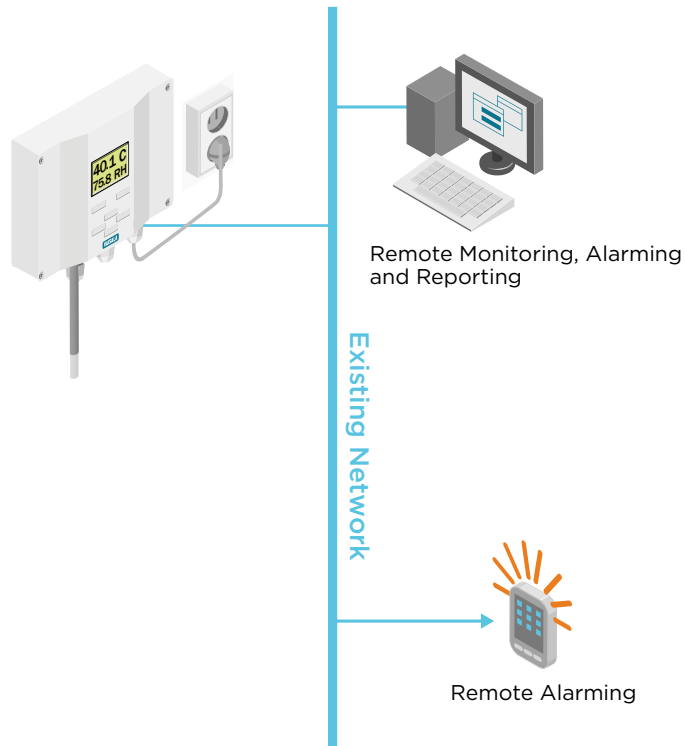 40.1 C
75.8 RH
Remote Monitoring, Alarming
and Reporting
Existing Network
Remote Alarming